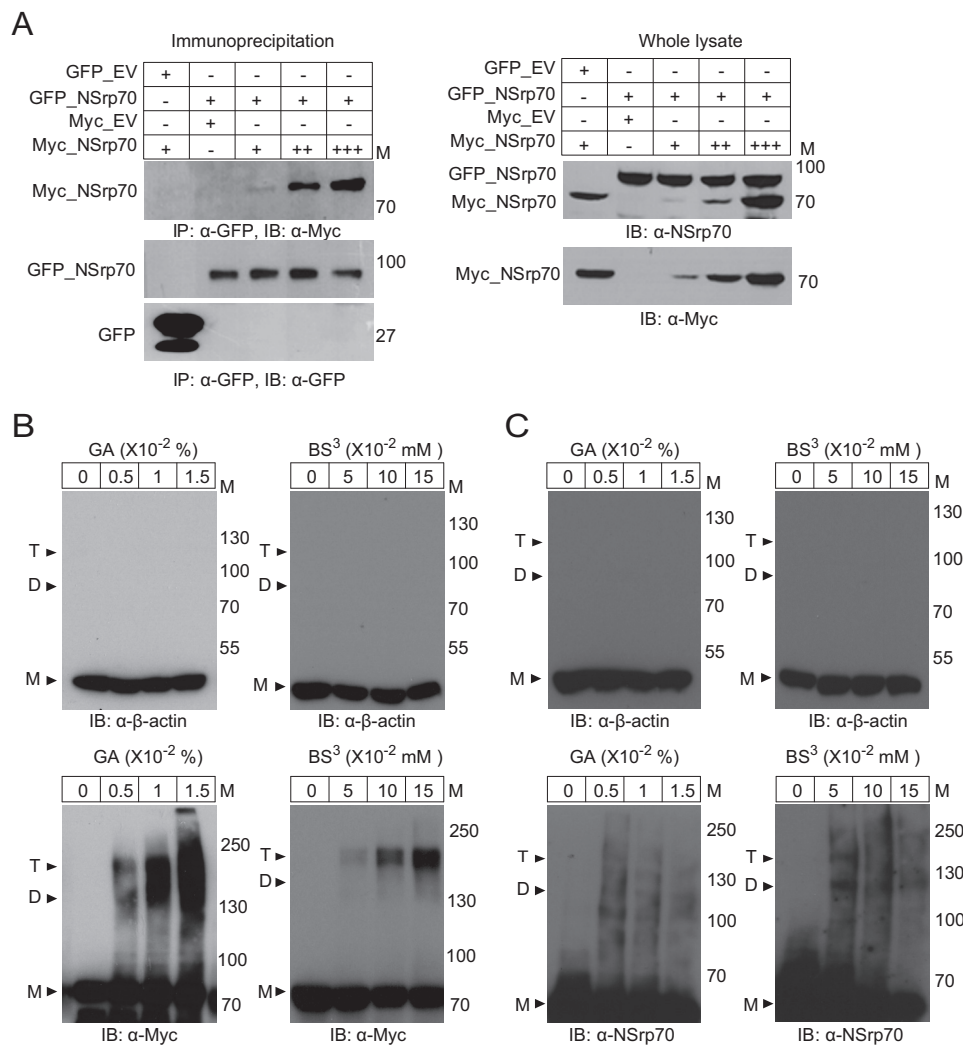 A
Immunoprecipitation
GFP_EV + - - - -
GFP_NSrp70 - + + + +
Myc_EV - + - - -
Myc_NSrp70 + - + ++ +++ M
Myc_NSrp70
70
IP: α-GFP, IB: α-Myc
GFP_NSrp70
100
GFP
27
IP: α-GFP, IB: α-GFP
Whole lysate
GFP_EV + - - - -
GFP_NSrp70 - + + + +
Myc_EV - + - - -
Myc_NSrp70 + - + ++ +++ M
GFP_NSrp70 100
Myc_NSrp70 70
IB: α-NSrp70
Myc_NSrp70 70
IB: α-Myc
B
GA (X10-2 %)
0 0.5 1 1.5 M
130
T
100
D
70
55
M
IB: α-β-actin
BS3 (X10-2 mM )
0 5 10 15 M
130
T
100
D
70
55
M
IB: α-β-actin
GA (X10-2 %)
0 0.5 1 1.5 M
250
T
D
130
100
M
70
IB: α-Myc
BS3 (X10-2 mM )
0 5 10 15 M
250
T
D
130
100
M
70
IB: α-Myc
C
GA (X10-2 %)
0 0.5 1 1.5 M
130
T
100
D
70
55
M
IB: α-β-actin
BS3 (X10-2 mM )
0 5 10 15 M
130
T
100
D
70
55
M
IB: α-β-actin
GA (X10-2 %)
0 0.5 1 1.5 M
250
T
130
D
100
70
M
IB: α-NSrp70
BS3 (X10-2 mM )
0 5 10 15 M
250
T
130
D
100
70
M
IB: α-NSrp70